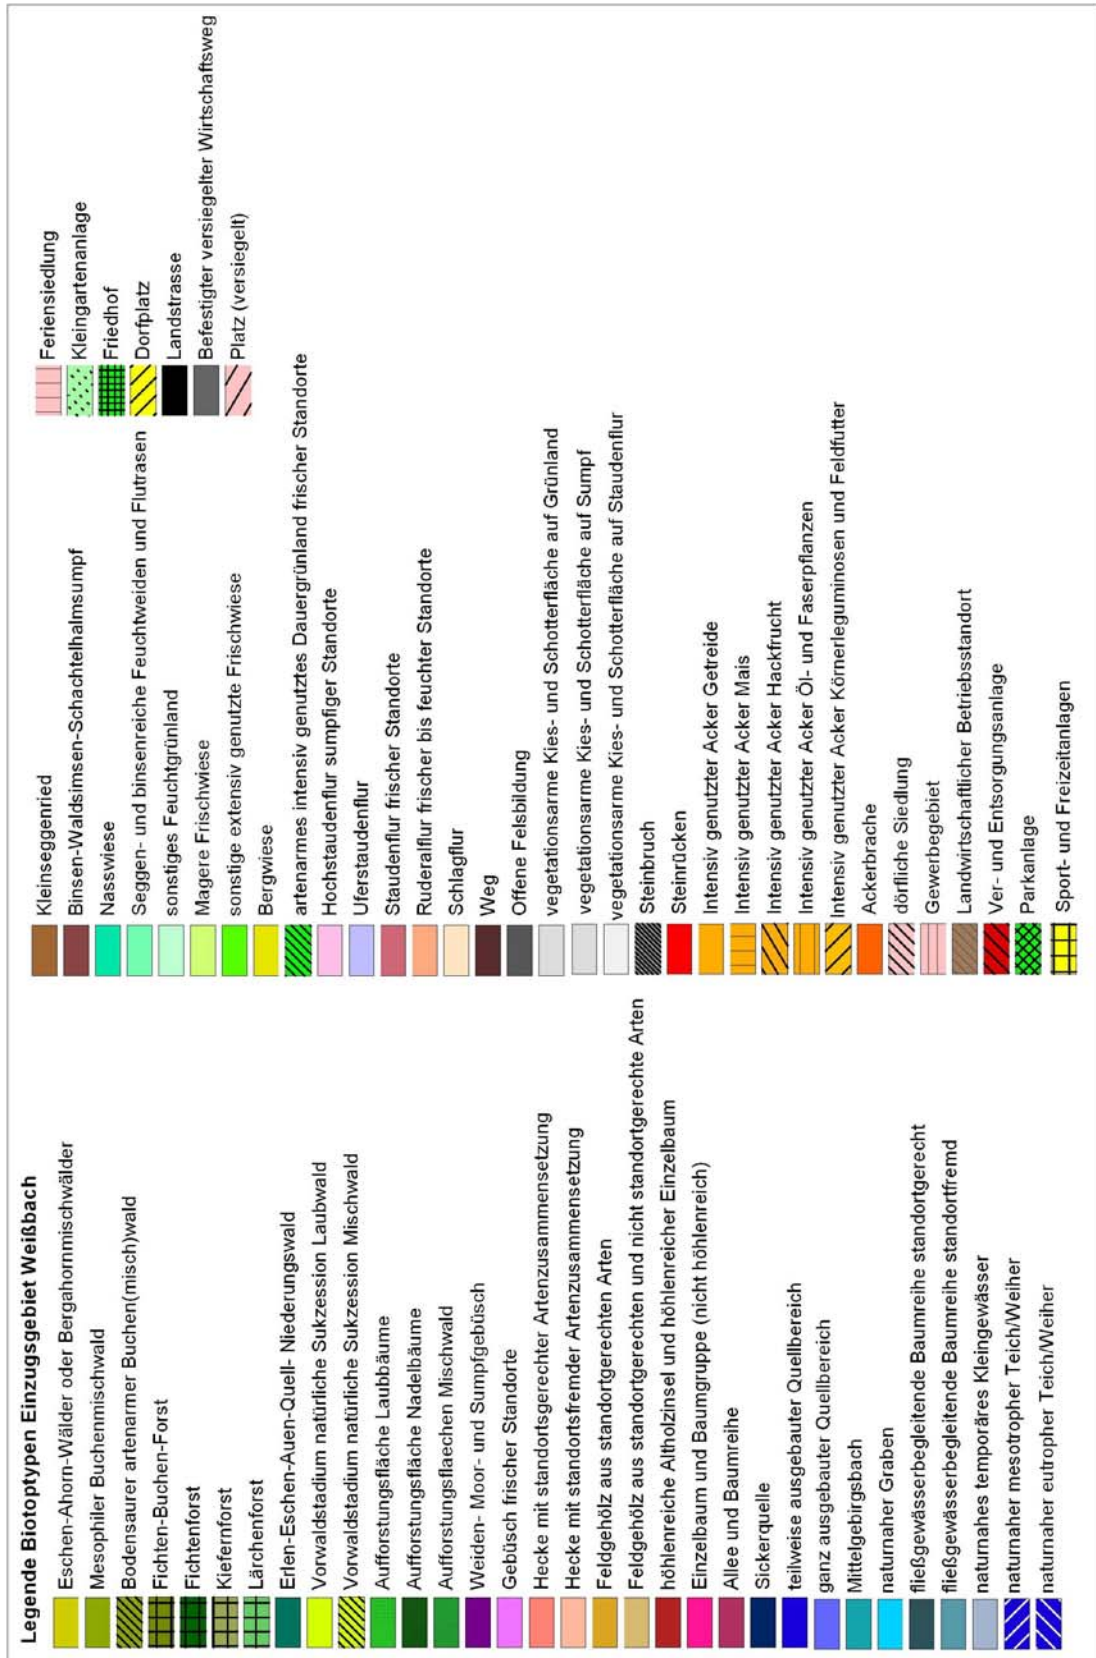 Legende Biotoptypen Einzugsgebiet Weißbach
Eschen-Ahorn-Wälder oder Bergahornmischwälder
Mesophiler Buchenmischwald
Bodensaurer artenarmer Buchen(misch)wald
Fichten-Buchen-Forst
Fichtenforst
Kiefernforst
Lärchenforst
Erlen-Eschen-Auen-Quell- Niederungswald
Vorwaldstadium natürliche Sukzession Laubwald
Vorwaldstadium natürliche Sukzession Mischwald
Aufforstungsfläche Laubbäume
Aufforstungsfläche Nadelbäume
Aufforstungsflaechen Mischwald
Weiden- Moor- und Sumpfgebüsch
Gebüsch frischer Standorte
Hecke mit standortsgerechter Artenzusammensetzung
Hecke mit standortsfremder Artenzusammensetzung
Feldgehölz aus standortgerechten Arten
Feldgehölz aus standortgerechten und nicht standortgerechte Arten
höhlenreiche Altholzinsel und höhlenreicher Einzelbaum
Einzelbaum und Baumgruppe (nicht höhlenreich)
Allee und Baumreihe
Sickerquelle
teilweise ausgebauter Quellbereich
ganz ausgebauter Quellbereich
Mittelgebirgsbach
naturnaher Graben
fließgewässerbegleitende Baumreihe standortgerecht
fließgewässerbegleitende Baumreihe standortfremd
naturnahes temporäres Kleingewässer
naturnaher mesotropher Teich/Weiher
naturnaher eutropher Teich/Weiher
Kleinseggenried
Binsen-Waldsimsen-Schachtelhalmsumpf
Nasswiese
Seggen- und binsenreiche Feuchtweiden und Flutrasen
sonstiges Feuchtgrünland
Magere Frischwiese
sonstige extensiv genutzte Frischwiese
Bergwiese
artenarmes intensiv genutztes Dauergrünland frischer Standorte
Hochstaudenflur sumpfiger Standorte
Uferstaudenflur
Staudenflur frischer Standorte
Ruderalflur frischer bis feuchter Standorte
Schlagflur
Weg
Offene Felsbildung
vegetationsarme Kies- und Schotterfläche auf Grünland
vegetationsarme Kies- und Schotterfläche auf Sumpf
vegetationsarme Kies- und Schotterfläche auf Staudenflur
Steinbruch
Steinrücken
Intensiv genutzter Acker Getreide
Intensiv genutzter Acker Mais
Intensiv genutzter Acker Hackfrucht
Intensiv genutzter Acker Öl- und Faserpflanzen
Intensiv genutzter Acker Körnerleguminosen und Feldfutter
Ackerbrache
dörfliche Siedlung
Gewerbegebiet
Landwirtschaftlicher Betriebsstandort
Ver- und Entsorgungsanlage
Parkanlage
Sport- und Freizeitanlagen
Feriensiedlung
Kleingartenanlage
Friedhof
Dorfplatz
Landstrasse
Befestigter versiegelter Wirtschaftsweg
Platz (versiegelt)